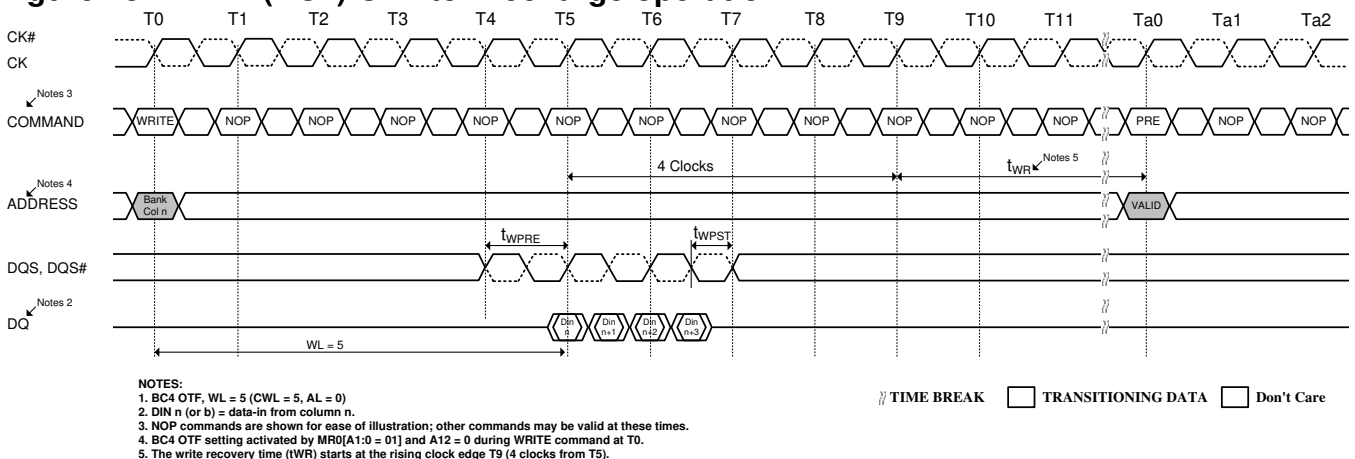 T0 T1 T2 T3 T4 T5 T6 T7 T8 T9 T10 T11 Ta0 Ta1 Ta2
CK#
CK
Notes 3
COMMAND
WRITE NOP NOP NOP NOP NOP NOP NOP NOP NOP NOP NOP PRE NOP NOP
4 Clocks
tWR
Notes 5
Notes 4
ADDRESS
Bank
Col n
VALID
tWPRE
tWPST
DQS, DQS#
Notes 2
DQ
Din
n
Din
n+1
Din
n+2
Din
n+3
WL = 5
NOTES:
1. BC4 OTF, WL = 5 (CWL = 5, AL = 0)
2. DIN n (or b) = data-in from column n.
3. NOP commands are shown for ease of illustration; other commands may be valid at these times.
4. BC4 OTF setting activated by MR0[A1:0 = 01] and A12 = 0 during WRITE command at T0.
5. The write recovery time (tWR) starts at the rising clock edge T9 (4 clocks from T5).
TIME BREAK
TRANSITIONING DATA
Don't Care